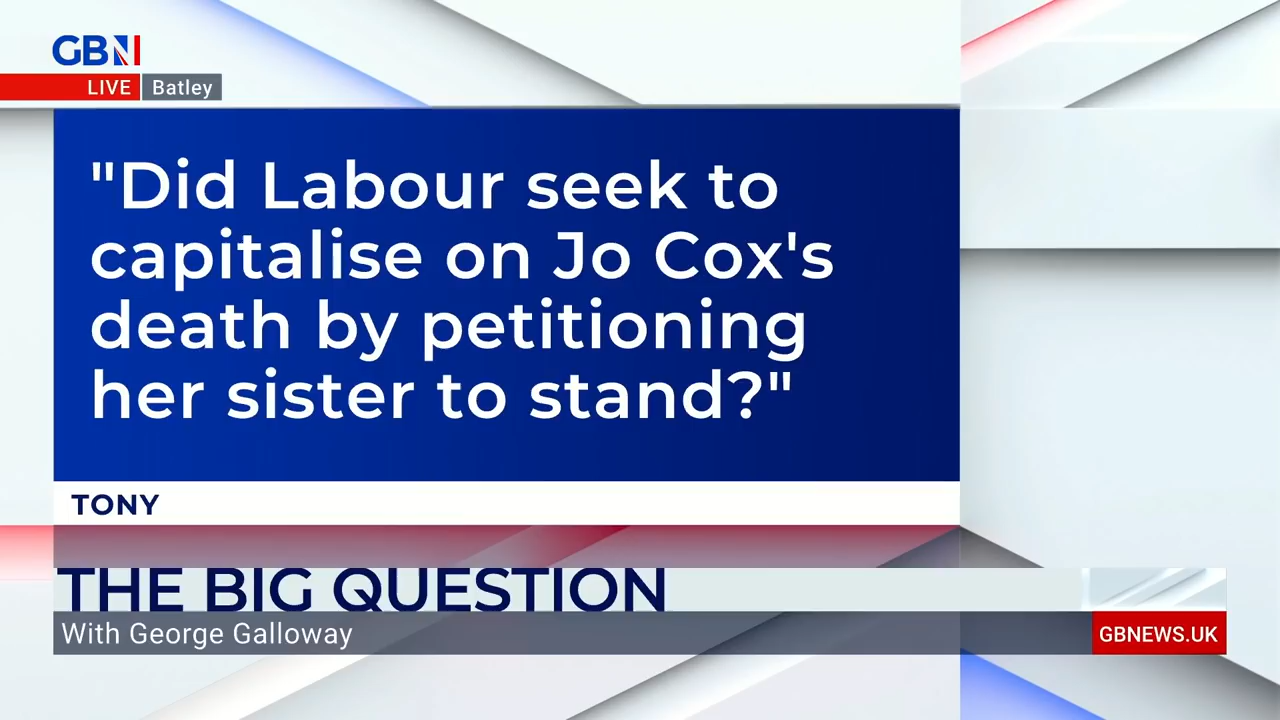 GBN
LIVE Batley
"Did Labour seek to
capitalise on Jo Cox's
death by petitioning
her sister to stand?"
TONY
THE BIG QUESTION
With George Galloway
GBNEWS.UK